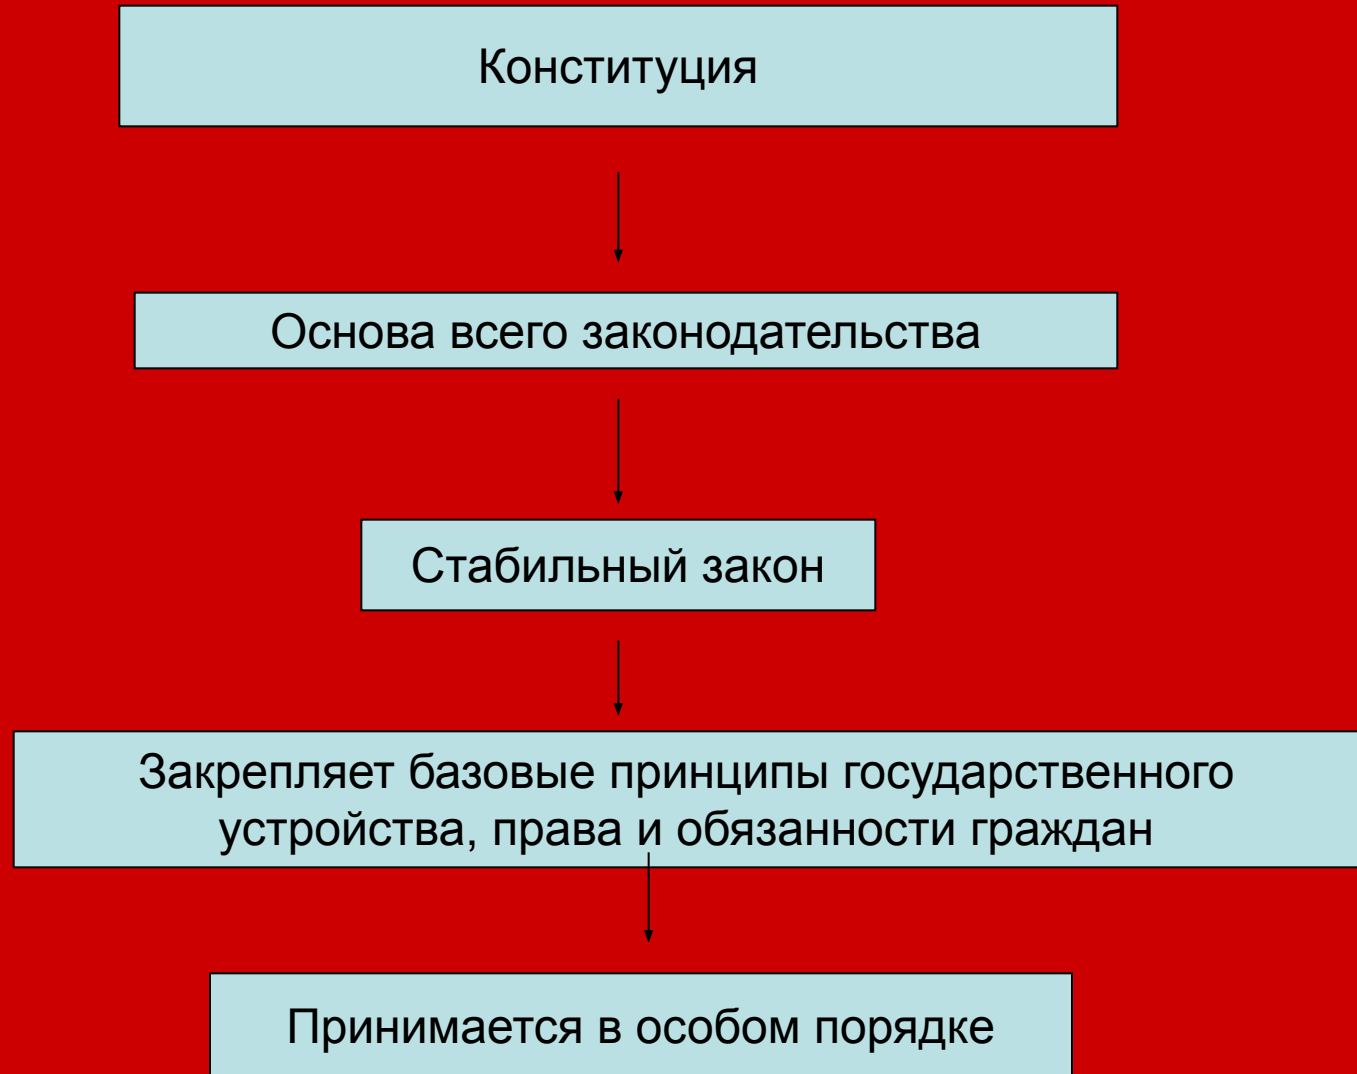 Конституция
Основа всего законодательства
Стабильный закон
Закрепляет базовые принципы государственного
устройства, права и обязанности граждан
Принимается в особом порядке